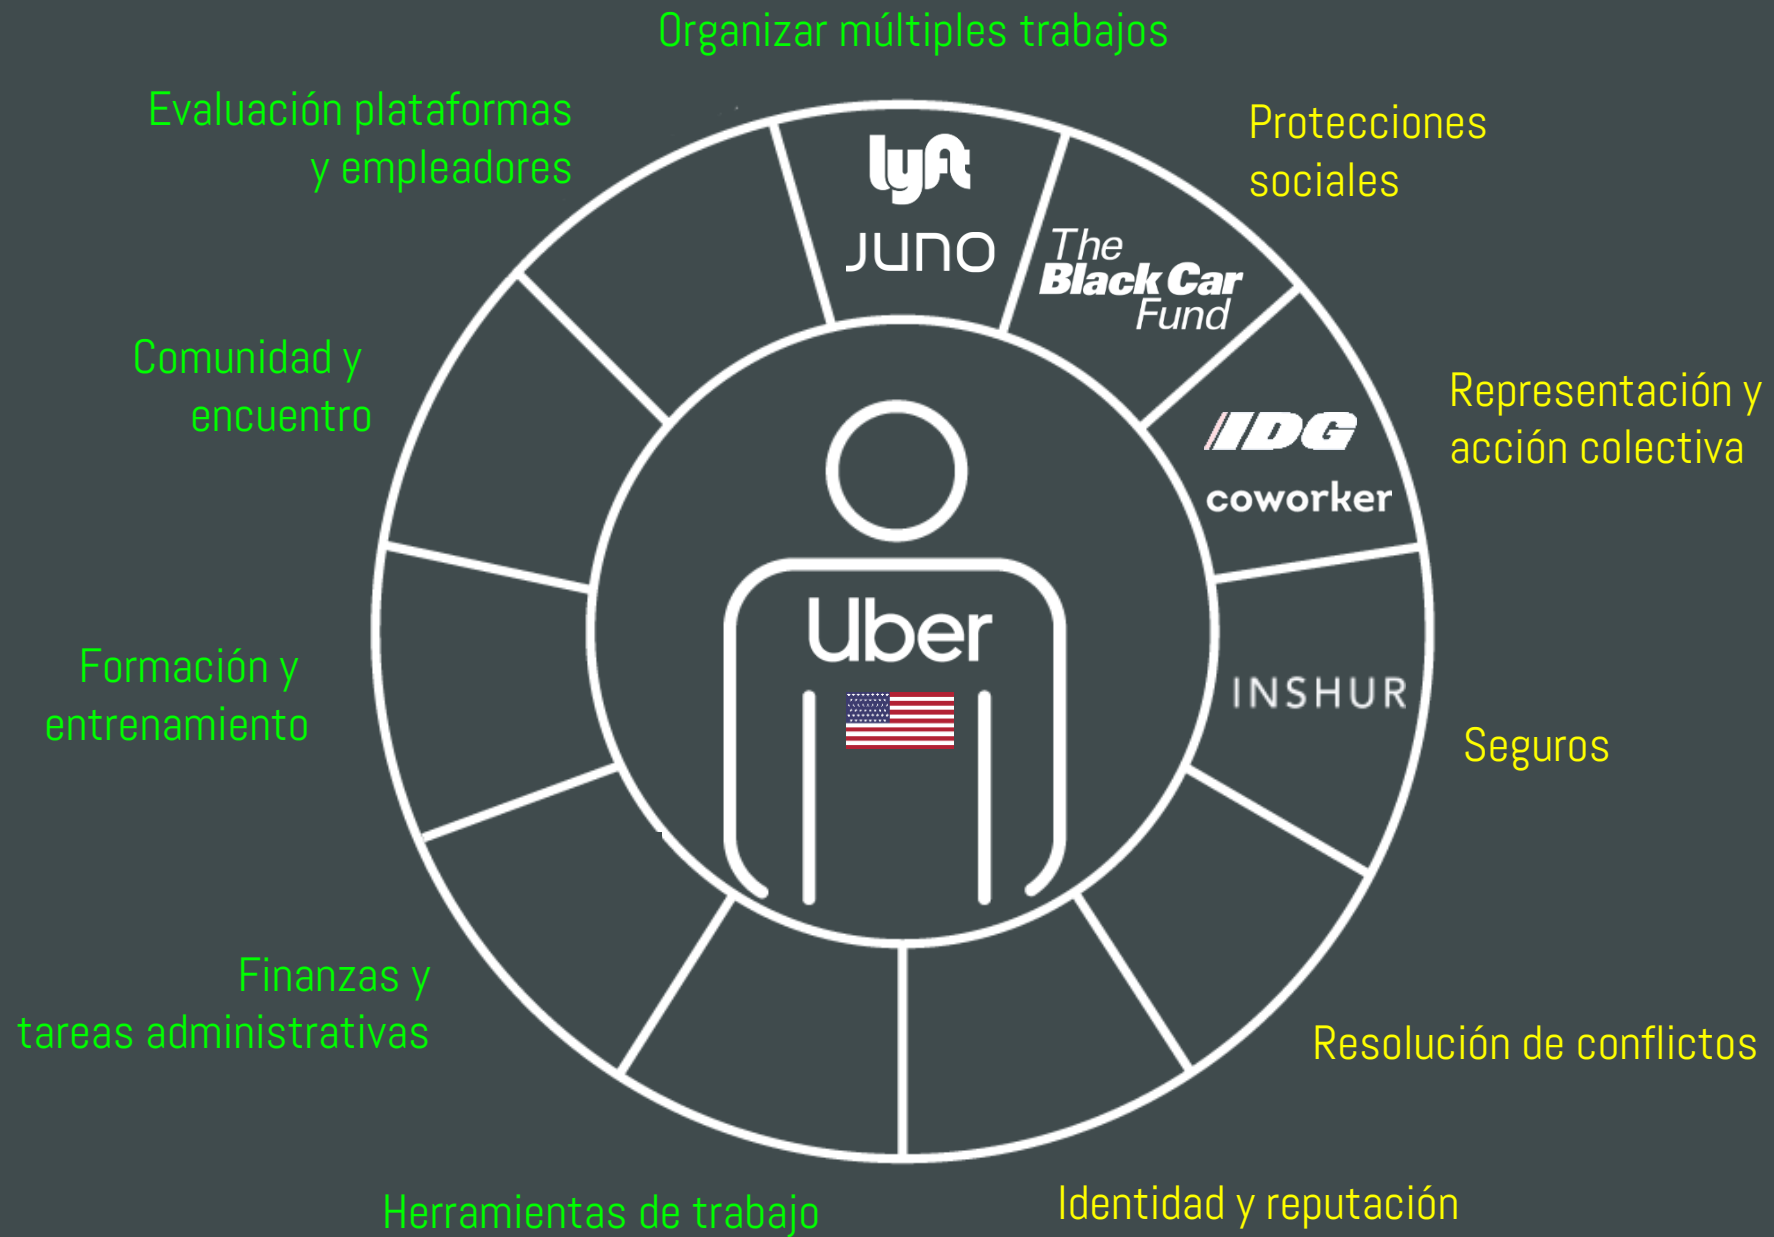 Organizar múltiples trabajos
Evaluación plataformas
y empleadores
Protecciones
sociales
lyft
JUNO
The
Black Car
Fund
Comunidad y
encuentro
Representación y
acción colectiva
IDG
coworker
Uber
INSHUR
Formación y
entrenamiento
Seguros
Finanzas y
tareas administrativas
Resolución de conflictos
Herramientas de trabajo
Identidad y reputación